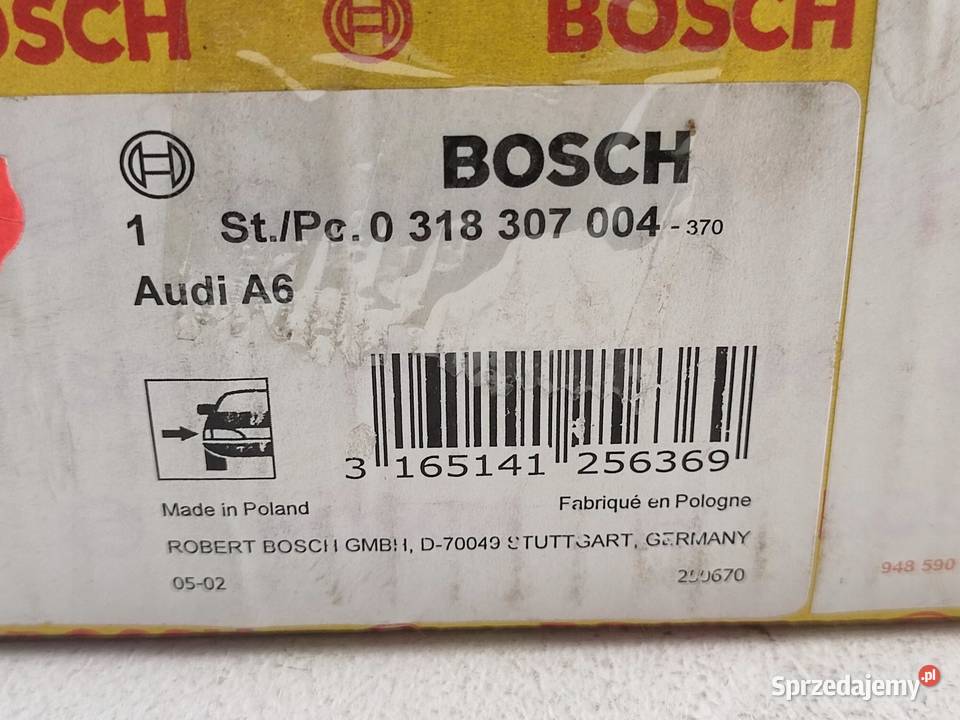 BOSCH
BOSCH
BOSCH
1 St./Pc. 0 318 307 004 - 370
Audi A6
3 165141 256369
Made in Poland
Fabriqué en Pologne
ROBERT BOSCH GMBH, D-70049 STUTTGART, GERMANY
05-02
948 590
Sprzedajemy.pl